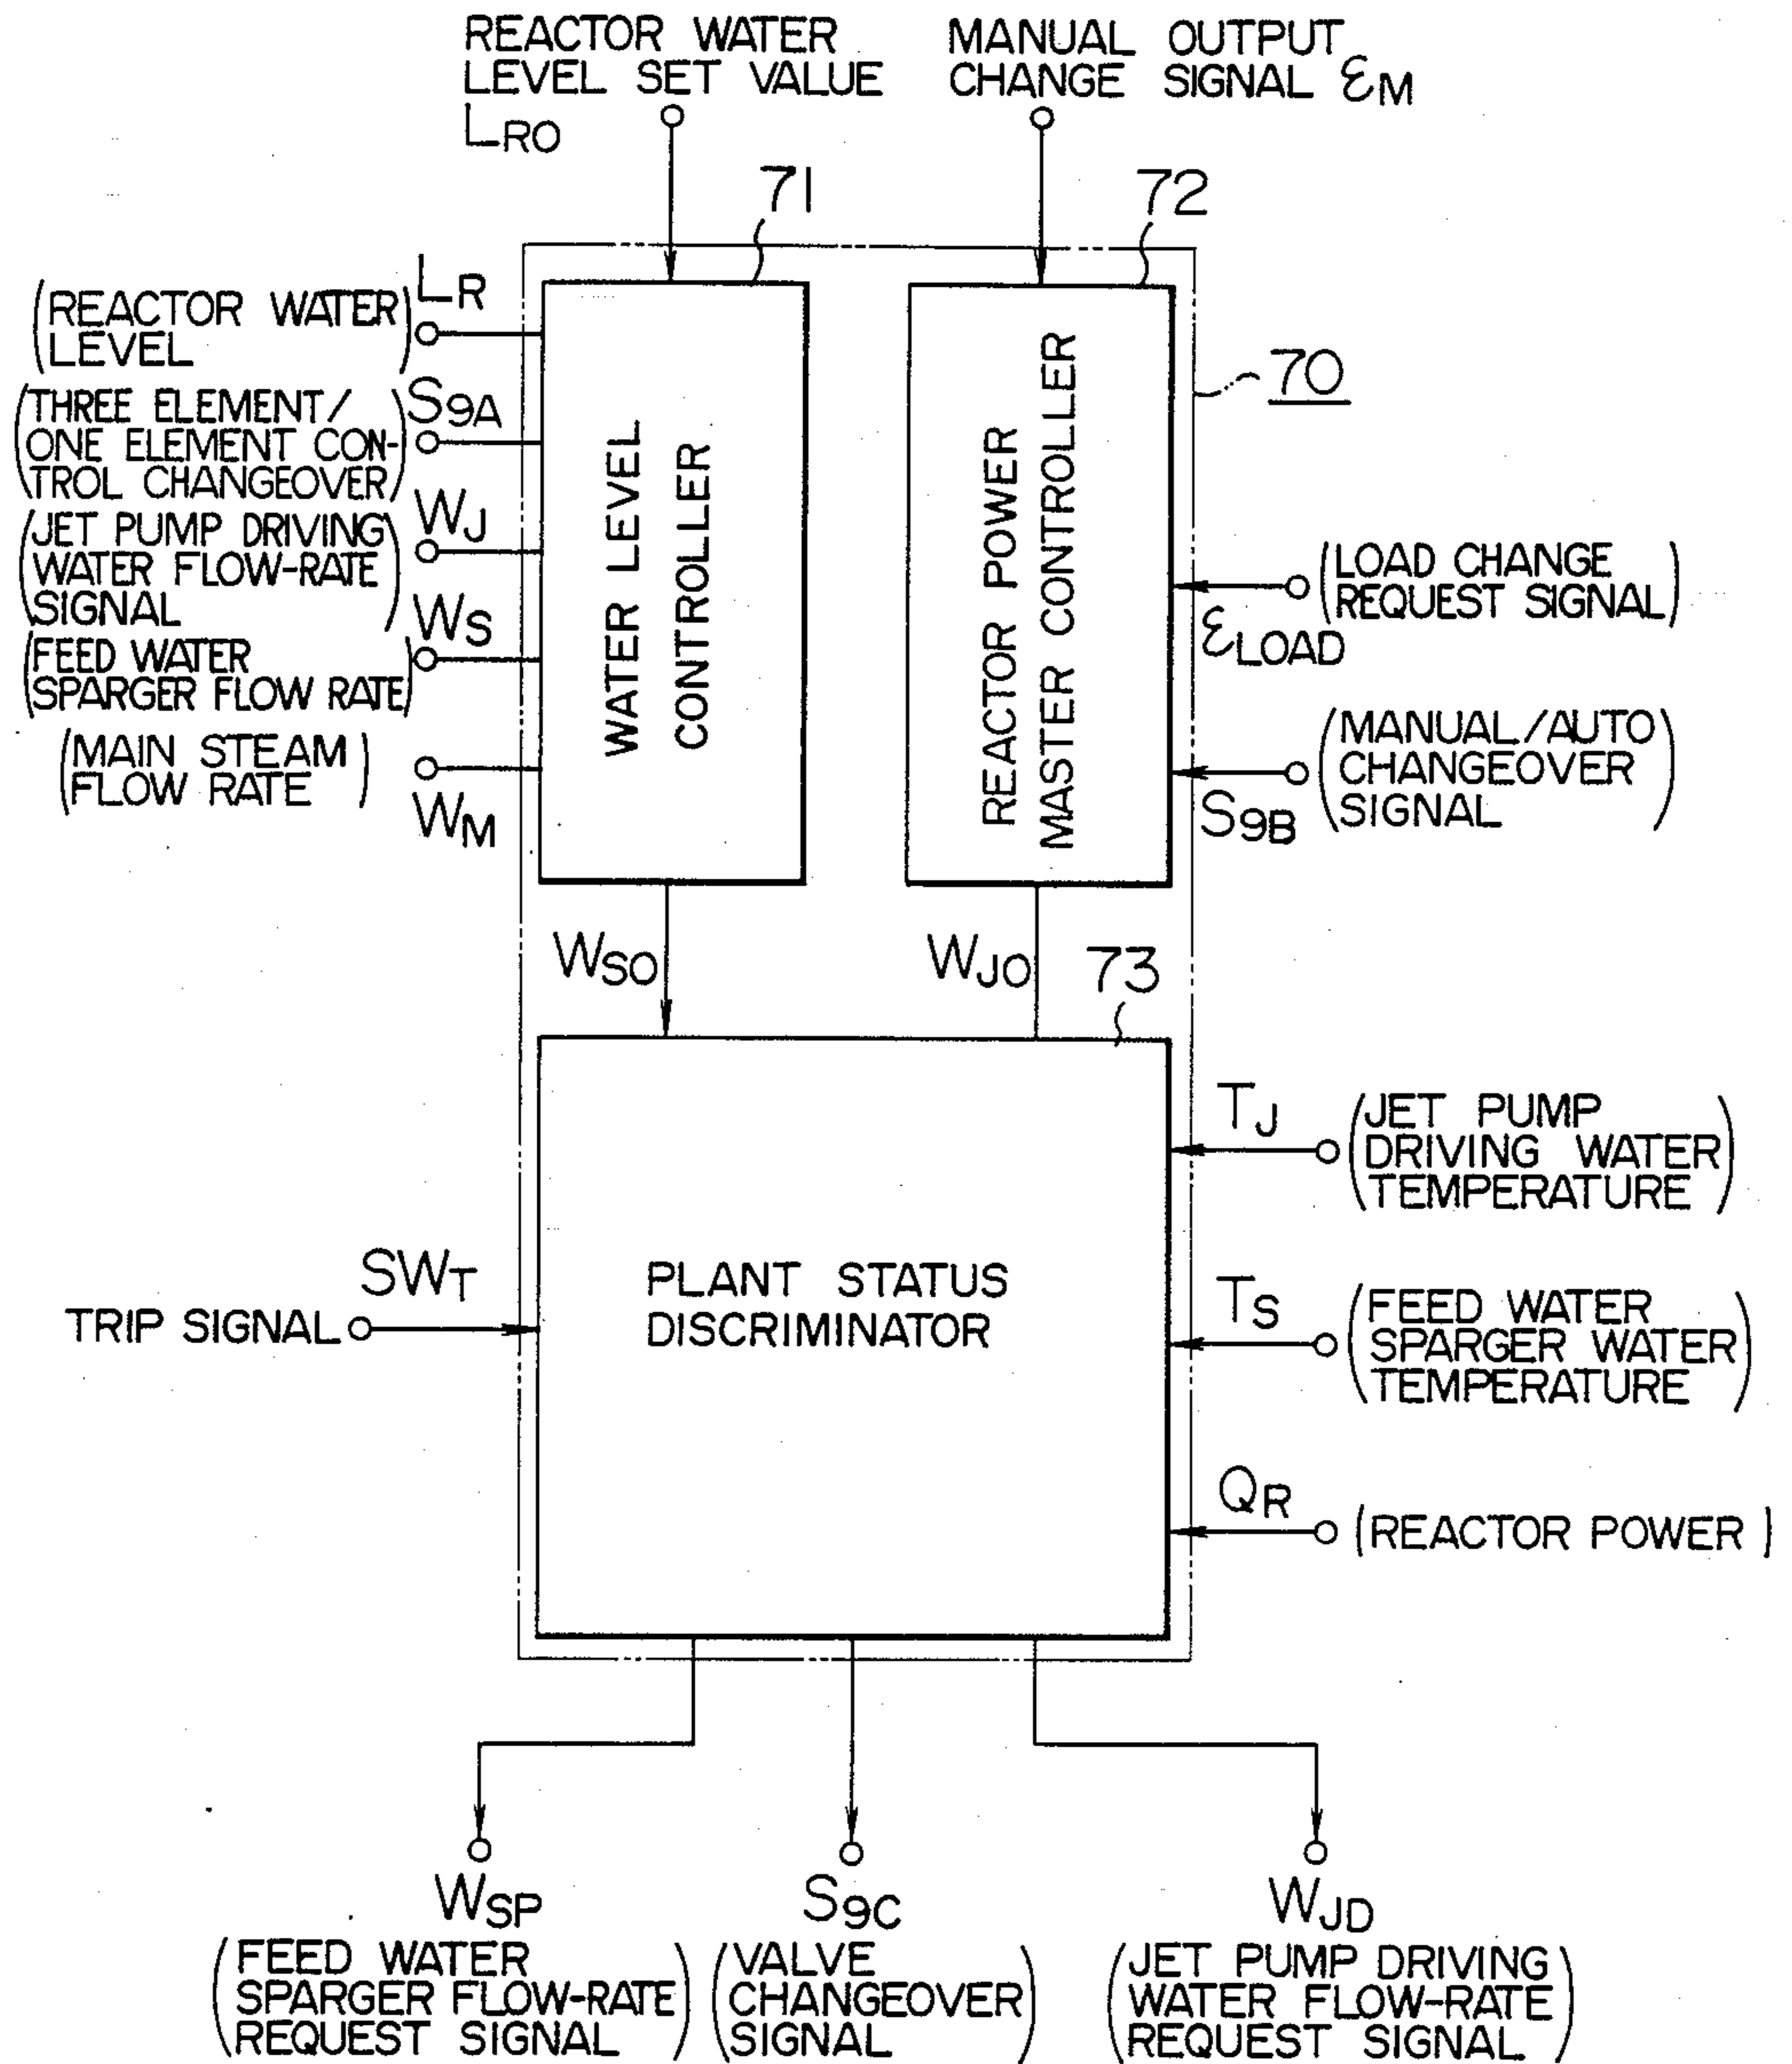 REACTOR WATER
LEVEL SET VALUE
LRO
MANUAL OUTPUT
CHANGE SIGNAL εM
71
72
70
(REACTOR WATER
LEVEL)
LR
(THREE ELEMENT/
ONE ELEMENT CON-
TROL CHANGEOVER)
S9A
(JET PUMP DRIVING
WATER FLOW-RATE
SIGNAL)
WJ
(FEED WATER
SPARGER FLOW RATE)
WS
(MAIN STEAM
FLOW RATE)
WM
WATER LEVEL
CONTROLLER
REACTOR POWER
MASTER CONTROLLER
(LOAD CHANGE
REQUEST SIGNAL)
εLOAD
(MANUAL/AUTO
CHANGEOVER
SIGNAL)
S9B
WSO
WJO
73
TRIP SIGNAL
SWT
PLANT STATUS
DISCRIMINATOR
TJ
(JET PUMP
DRIVING WATER
TEMPERATURE)
TS
(FEED WATER
SPARGER WATER
TEMPERATURE)
QR
(REACTOR POWER)
WSP
(FEED WATER
SPARGER FLOW-RATE
REQUEST SIGNAL)
S9C
(VALVE
CHANGEOVER
SIGNAL)
WJD
(JET PUMP DRIVING
WATER FLOW-RATE
REQUEST SIGNAL)